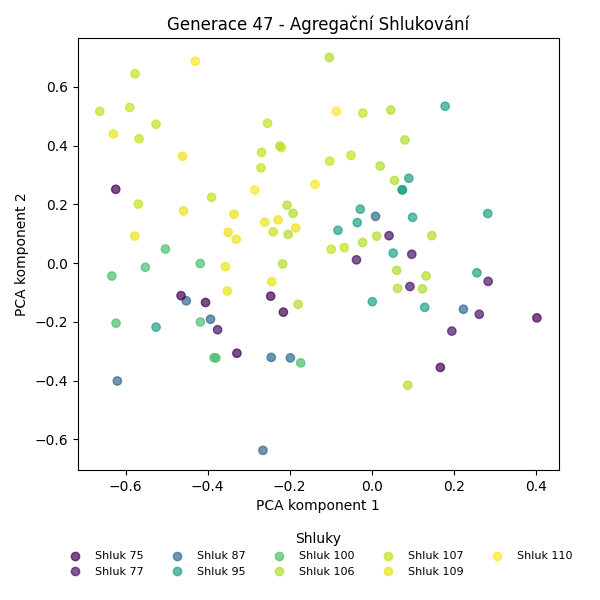 Generace 47 - Agregační Shlukování
PCA komponent 2
0.6
0.4
0.2
0.0
−0.2
−0.4
−0.6
−0.6 −0.4 −0.2 0.0 0.2 0.4
PCA komponent 1
Shluky
Shluk 75 Shluk 87 Shluk 100 Shluk 107 Shluk 110
Shluk 77 Shluk 95 Shluk 106 Shluk 109